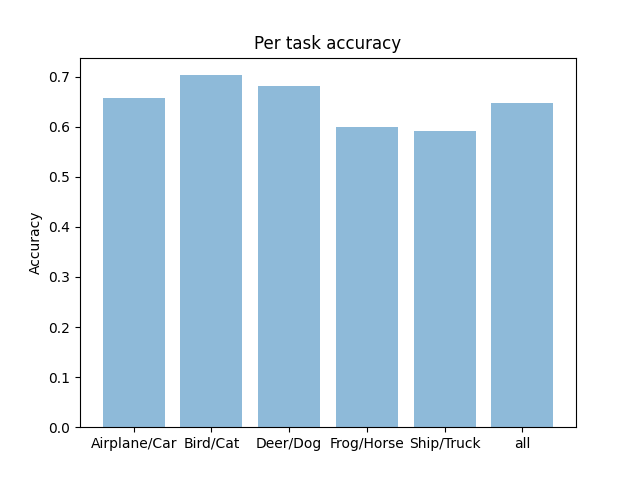 Per task accuracy
Accuracy
0.7
0.6
0.5
0.4
0.3
0.2
0.1
0.0
Airplane/Car Bird/Cat Deer/Dog Frog/Horse Ship/Truck all